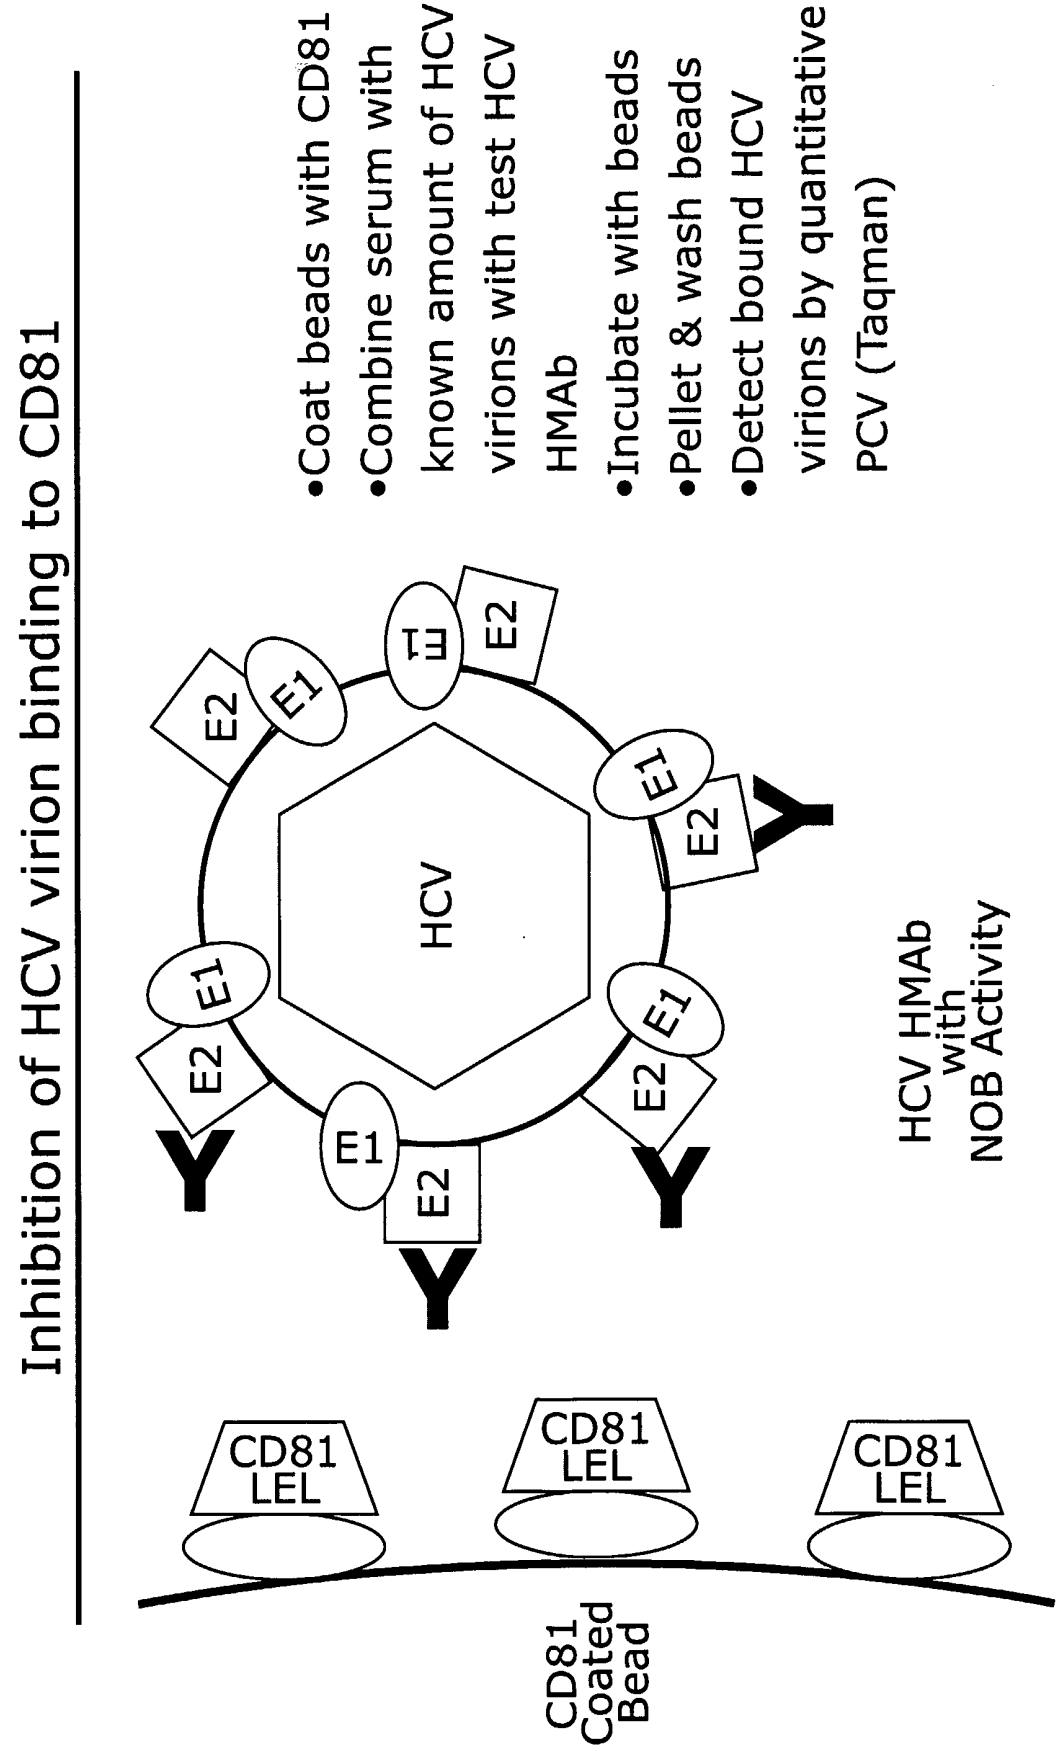 Inhibition of HCV virion binding to CD81
CD81
Coated
Bead
CD81
LEL
CD81
LEL
CD81
LEL
E1
E2
E1
E2
E1
E2
E1
E2
E1
E2
E1
E2
Y
Y
Y
Y
HCV
HCV HMAb
with
NOB Activity
•Coat beads with CD81
•Combine serum with
known amount of HCV
virions with test HCV
HMAb
•Incubate with beads
•Pellet & wash beads
•Detect bound HCV
virions by quantitative
PCV (Taqman)